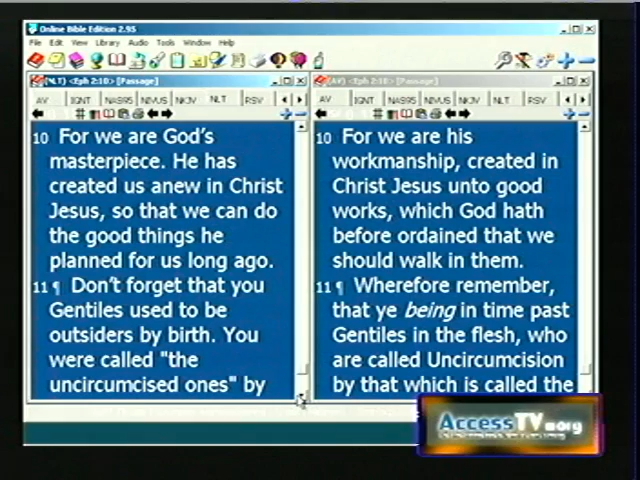 Online Bible Edition 2.95
File Edit View Library Audio Tools Window Help
(NLT) <Eph 2:10> [Passage]
AV IGNT NAS95 NIVUS NKJV NLT RSV
10 For we are God's
masterpiece. He has
created us anew in Christ
Jesus, so that we can do
the good things he
planned for us long ago.
11 ¶ Don't forget that you
Gentiles used to be
outsiders by birth. You
were called "the
uncircumcised ones" by
(AV) <Eph 2:10> [Passage]
AV IGNT NAS95 NIVUS NKJV NLT RSV
10 For we are his
workmanship, created in
Christ Jesus unto good
works, which God hath
before ordained that we
should walk in them.
11 ¶ Wherefore remember,
that ye being in time past
Gentiles in the flesh, who
are called Uncircumcision
by that which is called the
AccessTV.org